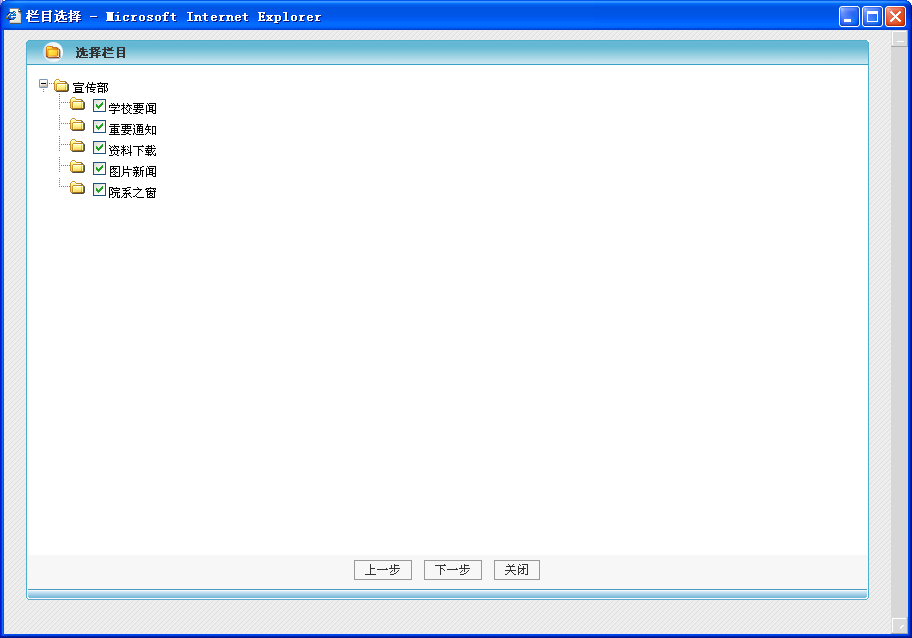 栏目选择 - Microsoft Internet Explorer
选择栏目
宣传部
学校要闻
重要通知
资料下载
图片新闻
院系之窗
上一步 下一步 关闭